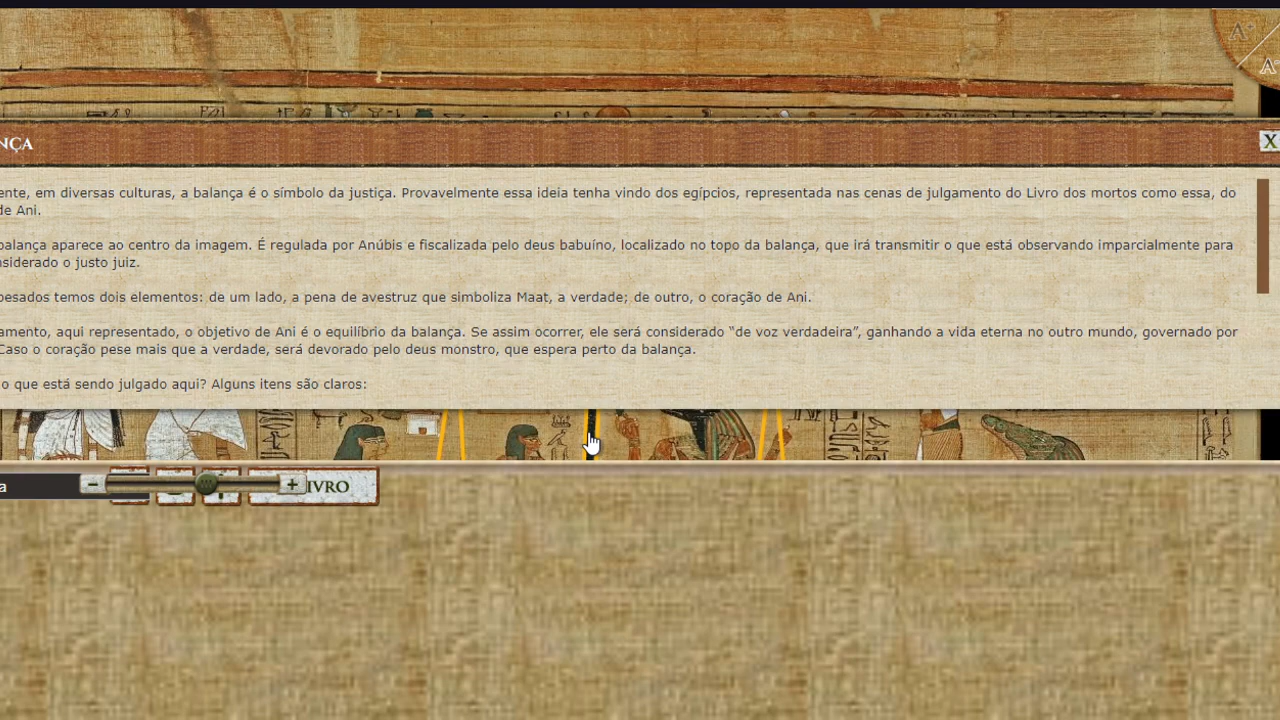 A+
A-
NÇA
X
ente, em diversas culturas, a balança é o símbolo da justiça. Provavelmente essa ideia tenha vindo dos egípcios, representada nas cenas de julgamento do Livro dos mortos como essa, do
de Ani.
balança aparece ao centro da imagem. É regulada por Anúbis e fiscalizada pelo deus babuíno, localizado no topo da balança, que irá transmitir o que está observando imparcialmente para
nsiderado o justo juiz.
pesados temos dois elementos: de um lado, a pena de avestruz que simboliza Maat, a verdade; de outro, o coração de Ani.
amento, aqui representado, o objetivo de Ani é o equilíbrio da balança. Se assim ocorrer, ele será considerado “de voz verdadeira”, ganhando a vida eterna no outro mundo, governado por
Caso o coração pese mais que a verdade, será devorado pelo deus monstro, que espera perto da balança.
o que está sendo julgado aqui? Alguns itens são claros:
a − + IVRO